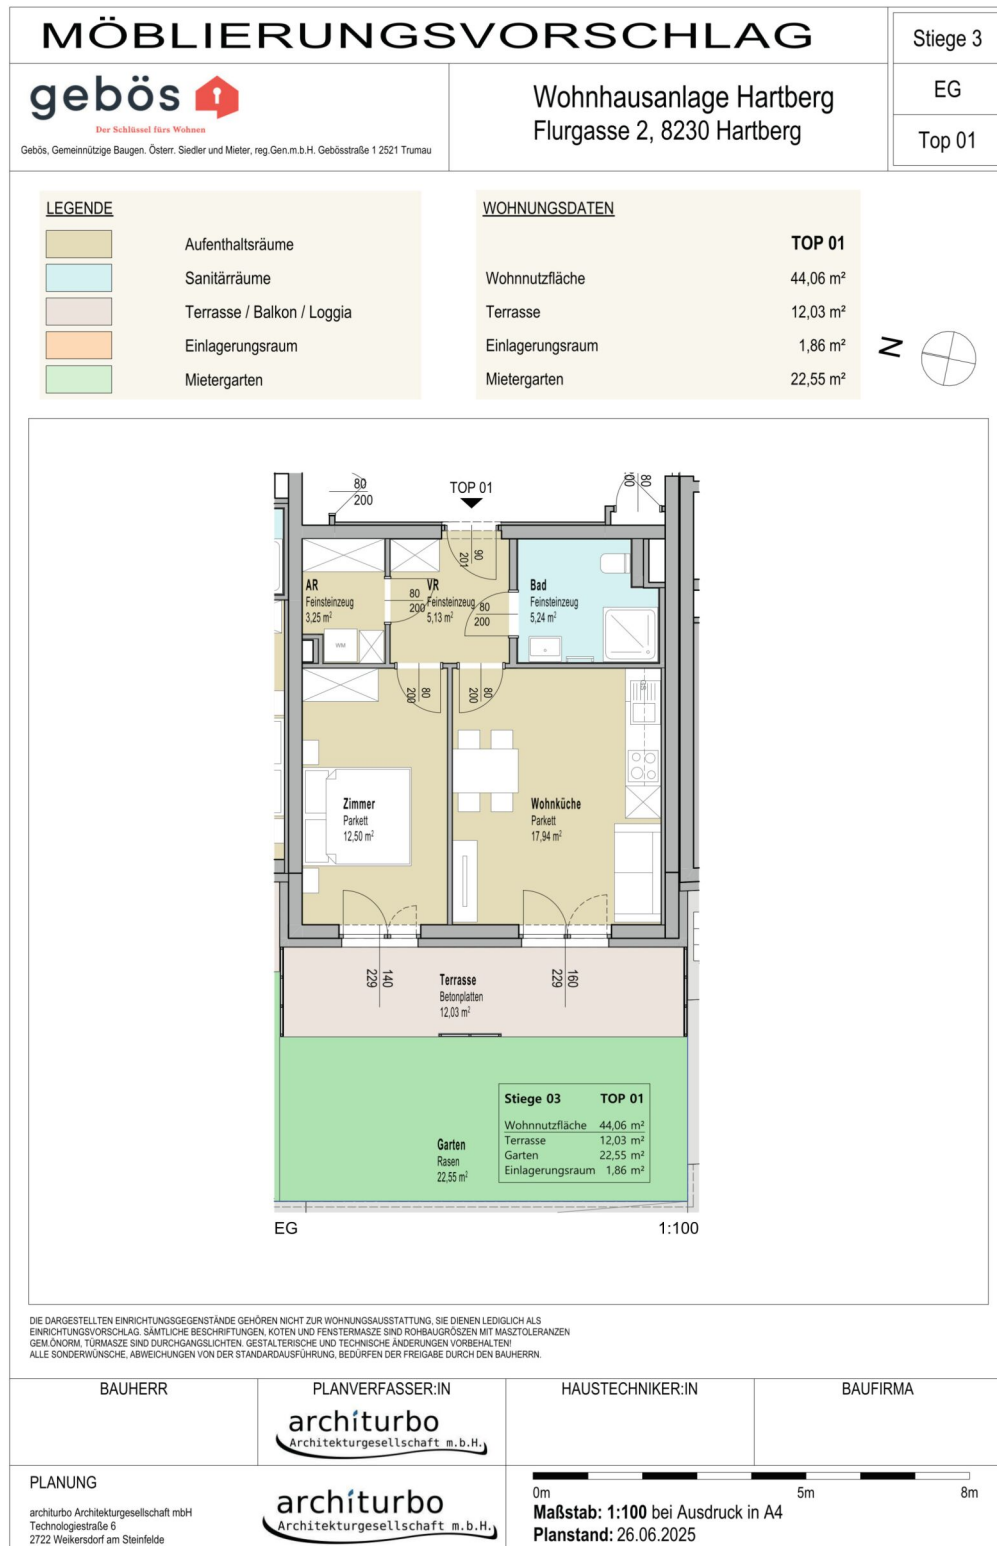 MÖBLIERUNGSVORSCHLAG
Stiege 3
EG
Top 01
gebös
Der Schlüssel fürs Wohnen
Gebös, Gemeinnützige Baugen. Österr. Siedler und Mieter, reg.Gen.m.b.H. Gebösstraße 1 2521 Trumau
Wohnhausanlage Hartberg
Flurgasse 2, 8230 Hartberg
LEGENDE
Aufenthaltsräume
Sanitärräume
Terrasse / Balkon / Loggia
Einlagerungsraum
Mietergarten
WOHNUNGSDATEN
TOP 01
Wohnnutzfläche 44,06 m²
Terrasse 12,03 m²
Einlagerungsraum 1,86 m²
Mietergarten 22,55 m²
N
80
200
TOP 01
80
90
201
AR
Feinsteinzeug
3,25 m²
80
200
VR
Feinsteinzeug
5,13 m²
80
200
Bad
Feinsteinzeug
5,24 m²
WM
80
200
80
200
GS
Zimmer
Parkett
12,50 m²
Wohnküche
Parkett
17,94 m²
140
229
160
229
Terrasse
Betonplatten
12,03 m²
Stiege 03 TOP 01
Wohnnutzfläche 44,06 m²
Terrasse 12,03 m²
Garten 22,55 m²
Einlagerungsraum 1,86 m²
Garten
Rasen
22,55 m²
EG 1:100
DIE DARGESTELLTEN EINRICHTUNGSGEGENSTÄNDE GEHÖREN NICHT ZUR WOHNUNGSAUSSTATTUNG, SIE DIENEN LEDIGLICH ALS
EINRICHTUNGSVORSCHLAG. SÄMTLICHE BESCHRIFTUNGEN, KOTEN UND FENSTERMASZE SIND ROHBAUGRÖSZEN MIT MASZTOLERANZEN
GEM.ÖNORM, TÜRMASZE SIND DURCHGANGSLICHTEN. GESTALTERISCHE UND TECHNISCHE ÄNDERUNGEN VORBEHALTEN!
ALLE SONDERWÜNSCHE, ABWEICHUNGEN VON DER STANDARDAUSFÜHRUNG, BEDÜRFEN DER FREIGABE DURCH DEN BAUHERRN.
BAUHERR
PLANVERFASSER:IN
HAUSTECHNIKER:IN
BAUFIRMA
architurbo
Architekturgesellschaft m.b.H.
PLANUNG
architurbo Architekturgesellschaft mbH
Technologiestraße 6
2722 Weikersdorf am Steinfelde
architurbo
Architekturgesellschaft m.b.H.
0m 5m 8m
Maßstab: 1:100 bei Ausdruck in A4
Planstand: 26.06.2025